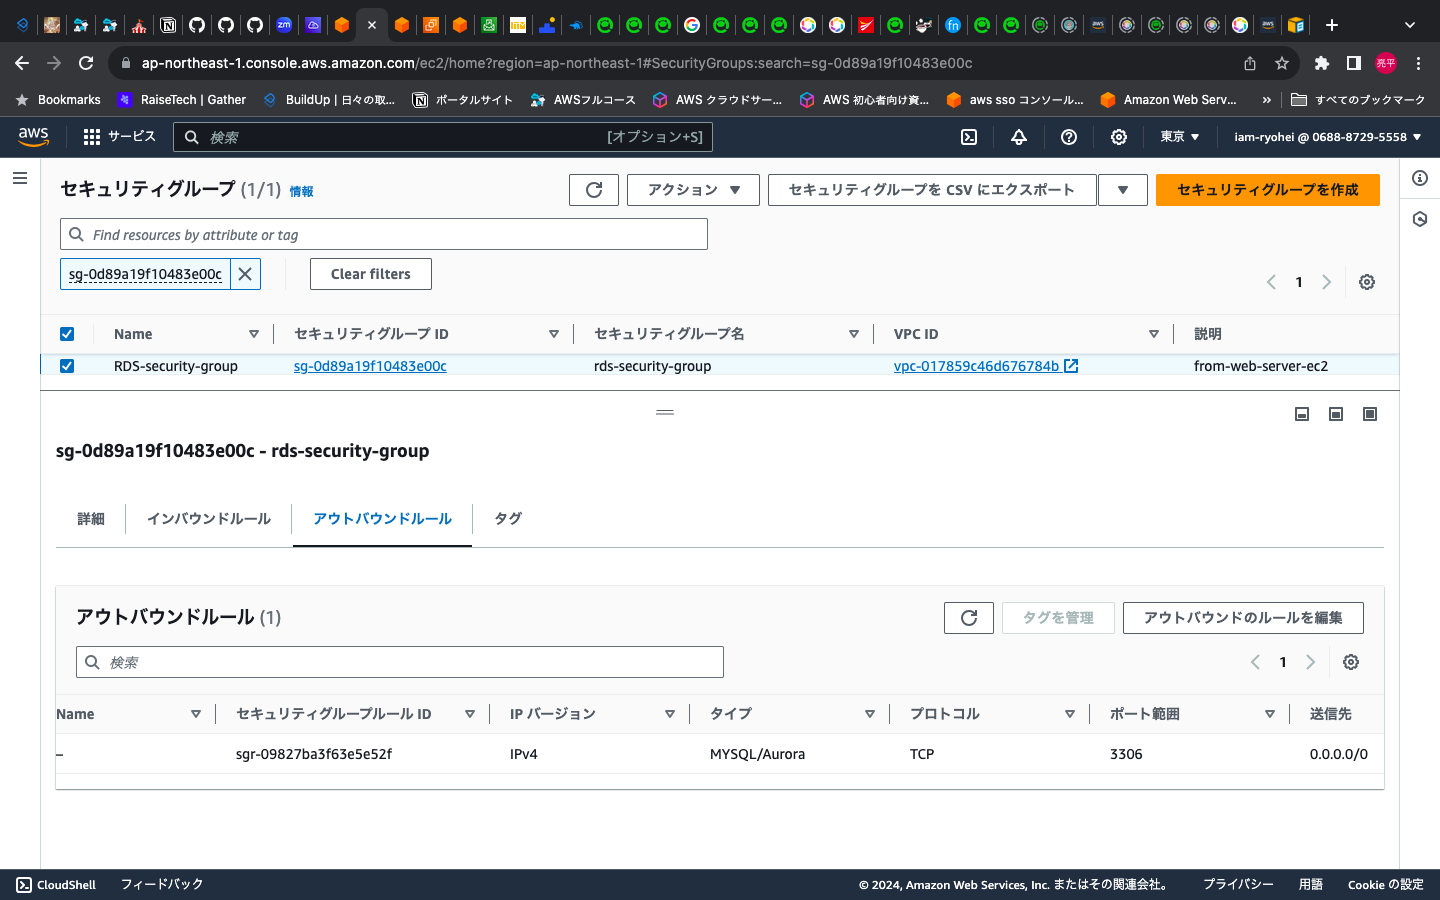 zm
fn
ap-northeast-1.console.aws.amazon.com/ec2/home?region=ap-northeast-1#SecurityGroups:search=sg-0d89a19f10483e00c
亮平
Bookmarks
RaiseTech | Gather
BuildUp | 日々の取...
ポータルサイト
AWSフルコース
AWS クラウドサー...
AWS 初心者向け資...
aws sso コンソール...
Amazon Web Serv...
»
すべてのブックマーク
aws
サービス
検索
[オプション+S]
東京
iam-ryohei @ 0688-8729-5558
セキュリティグループ (1/1) 情報
アクション
セキュリティグループを CSV にエクスポート
セキュリティグループを作成
Find resources by attribute or tag
sg-0d89a19f10483e00c
Clear filters
1
Name
セキュリティグループ ID
セキュリティグループ名
VPC ID
説明
RDS-security-group
sg-0d89a19f10483e00c
rds-security-group
vpc-017859c46d676784b
from-web-server-ec2
sg-0d89a19f10483e00c - rds-security-group
詳細
インバウンドルール
アウトバウンドルール
タグ
アウトバウンドルール (1)
タグを管理
アウトバウンドのルールを編集
検索
1
Name
セキュリティグループルール ID
IP バージョン
タイプ
プロトコル
ポート範囲
送信先
–
sgr-09827ba3f63e5e52f
IPv4
MYSQL/Aurora
TCP
3306
0.0.0.0/0
CloudShell
フィードバック
© 2024, Amazon Web Services, Inc. またはその関連会社。
プライバシー
用語
Cookie の設定